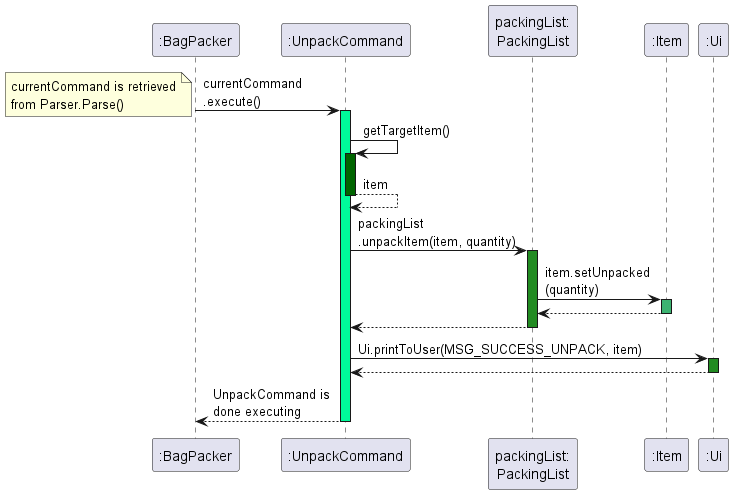 packingList:
:BagPacker
:UnpackCommand
PackingList
:Item
:Ui
currentCommand is retrieved
from Parser.Parse()
currentCommand
.execute()
getTargetItem()
item
packingList
.unpackItem(item, quantity)
item.setUnpacked
(quantity)
Ui.printToUser(MSG_SUCCESS_UNPACK, item)
UnpackCommand is
done executing
:BagPacker
:UnpackCommand
packingList:
PackingList
:Item
:Ui